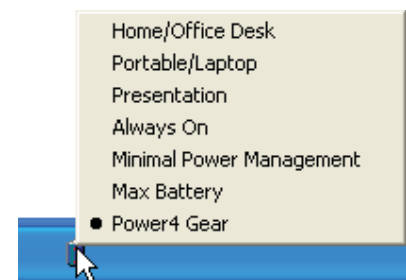 Home/Office Desk
Portable/Laptop
Presentation
Always On
Minimal Power Management
Max Battery
Power4 Gear